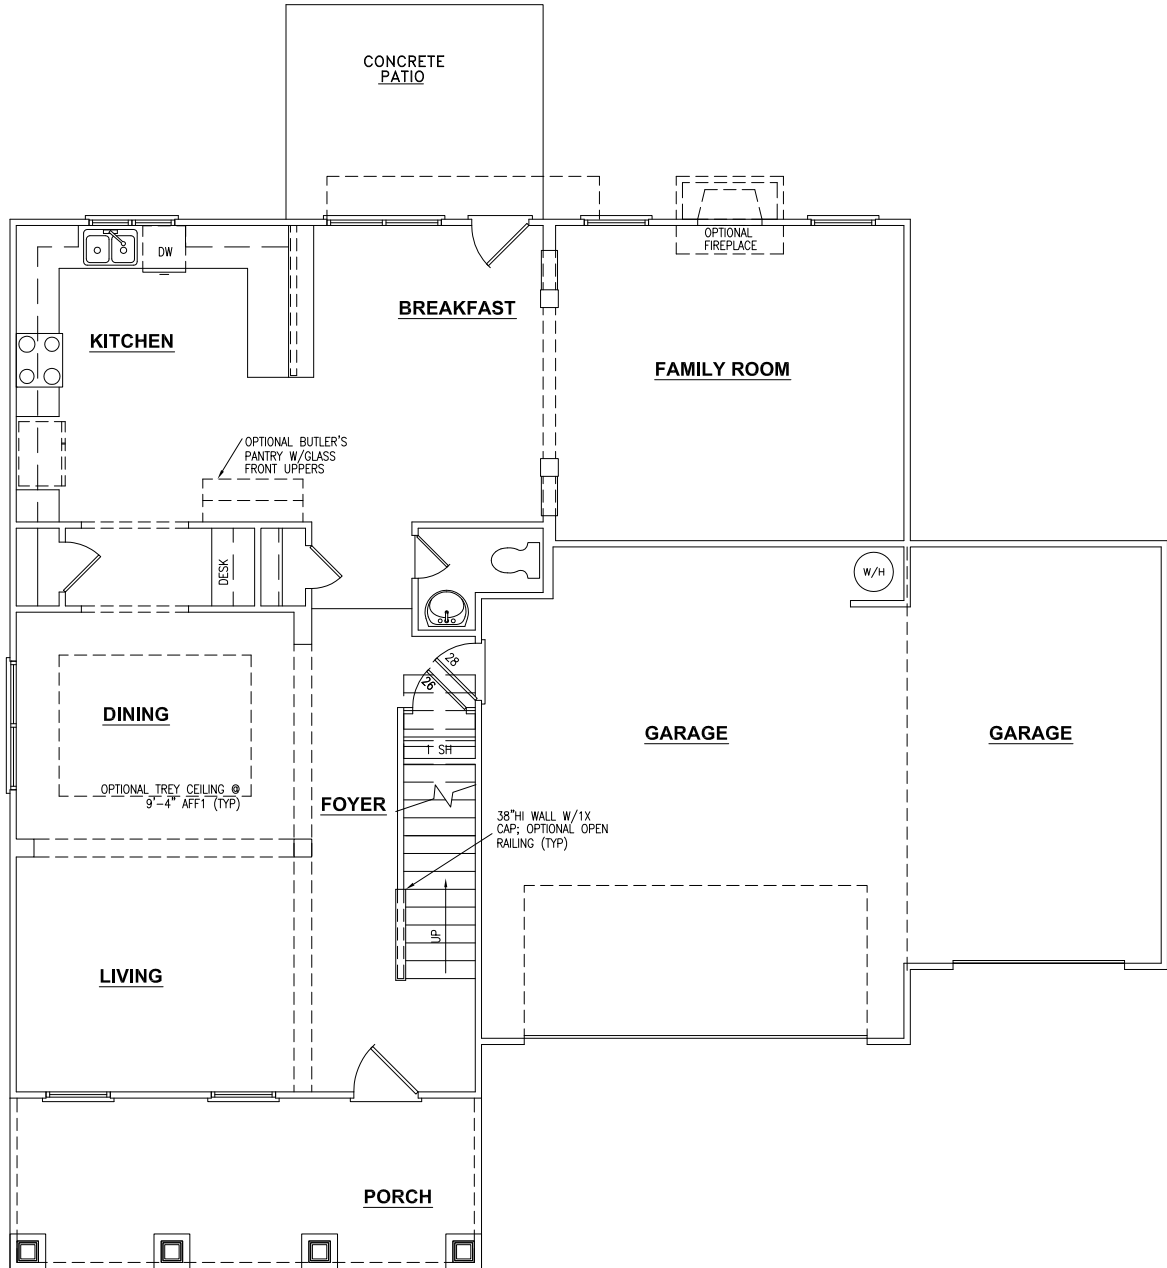 CONCRETE
PATIO
OPTIONAL
FIREPLACE
DW
BREAKFAST
KITCHEN
FAMILY ROOM
OPTIONAL BUTLER'S
PANTRY W/GLASS
FRONT UPPERS
DESK
W/H
28
26
DINING
GARAGE
GARAGE
1 SH
OPTIONAL TREY CEILING @
9'-4" AFF1 (TYP)
FOYER
38"HI WALL W/1X
CAP; OPTIONAL OPEN
RAILING (TYP)
UP
LIVING
PORCH